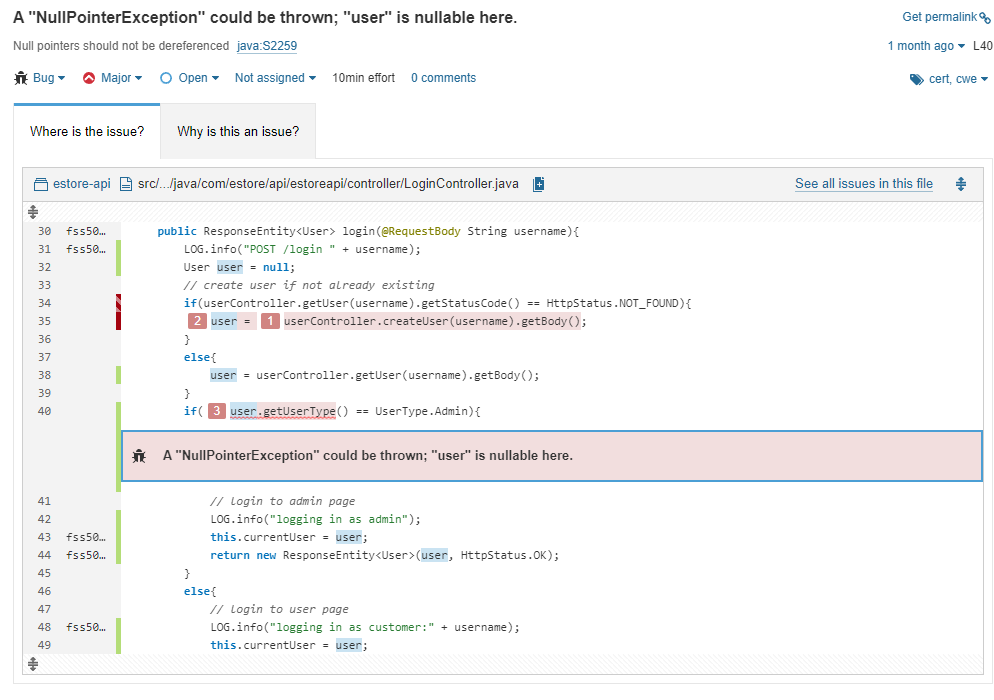 A "NullPointerException" could be thrown; "user" is nullable here.
Get permalink
Null pointers should not be dereferenced java:S2259
1 month ago L40
Bug Major Open Not assigned 10min effort 0 comments
cert, cwe
Where is the issue? Why is this an issue?
estore-api src/.../java/com/estore/api/estoreapi/controller/LoginController.java See all issues in this file
30 fss50… public ResponseEntity<User> login(@RequestBody String username){
31 fss50… LOG.info("POST /login " + username);
32 User user = null;
33 // create user if not already existing
34 if(userController.getUser(username).getStatusCode() == HttpStatus.NOT_FOUND){
35 2 user = 1 userController.createUser(username).getBody();
36 }
37 else{
38 user = userController.getUser(username).getBody();
39 }
40 if( 3 user.getUserType() == UserType.Admin){
A "NullPointerException" could be thrown; "user" is nullable here.
41 // login to admin page
42 LOG.info("logging in as admin");
43 fss50… this.currentUser = user;
44 fss50… return new ResponseEntity<User>(user, HttpStatus.OK);
45 }
46 else{
47 // login to user page
48 fss50… LOG.info("logging in as customer:" + username);
49 this.currentUser = user;